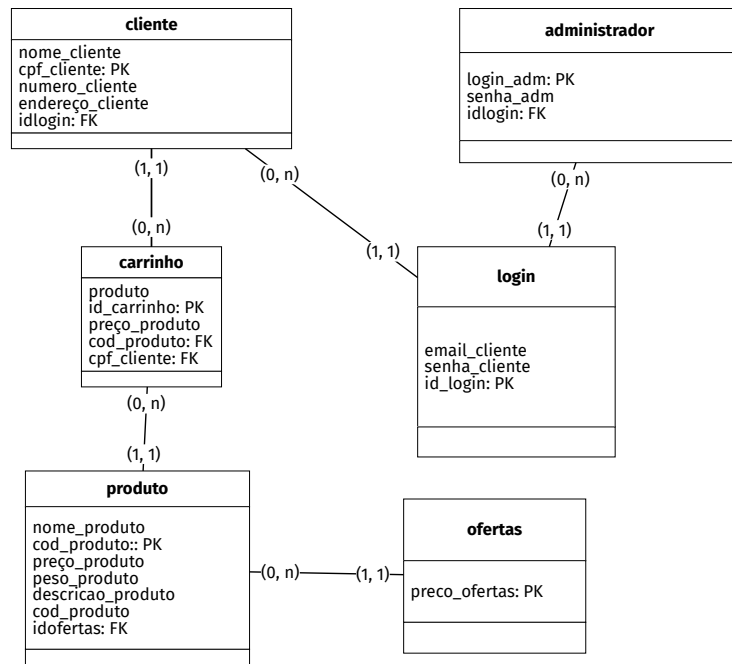 cliente
nome_cliente
cpf_cliente: PK
numero_cliente
endereço_cliente
idlogin: FK
administrador
login_adm: PK
senha_adm
idlogin: FK
(1, 1)
(0, n)
(0, n)
(1, 1)
(0, n)
(1, 1)
carrinho
produto
id_carrinho: PK
preço_produto
cod_produto: FK
cpf_cliente: FK
login
email_cliente
senha_cliente
id_login: PK
(0, n)
(1, 1)
produto
nome_produto
cod_produto:: PK
preço_produto
peso_produto
descricao_produto
cod_produto
idofertas: FK
(0, n)
(1, 1)
ofertas
preco_ofertas: PK